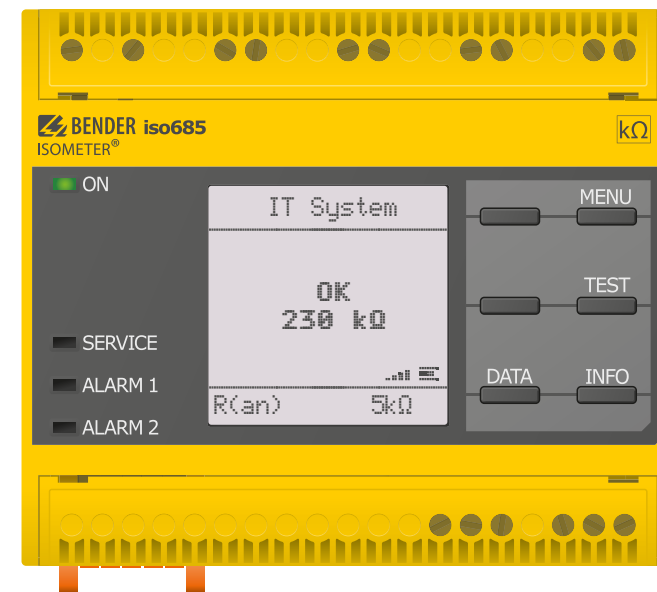 BENDER iso685
ISOMETER®
kΩ
ON
SERVICE
ALARM 1
ALARM 2
IT System
OK
230 kΩ
R(an) 5kΩ
MENU
TEST
DATA INFO